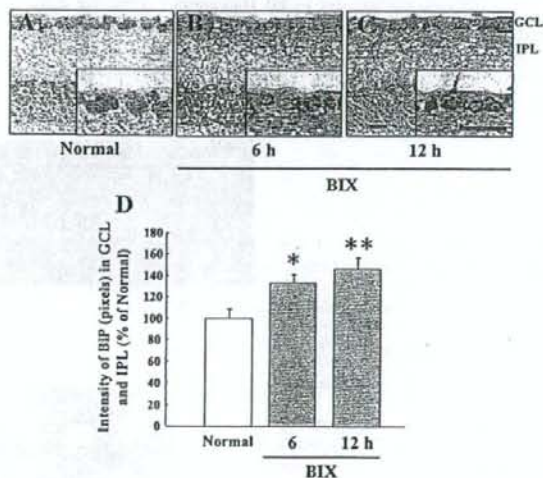 A B C GCL
IPL
Normal 6 h 12 h
BIX
D
Intensity of BiP (pixels) in GCL
and IPL (% of Normal)
180
160
140
120
100
80
60
40
20
0
* **
Normal 6 12 h
BIX